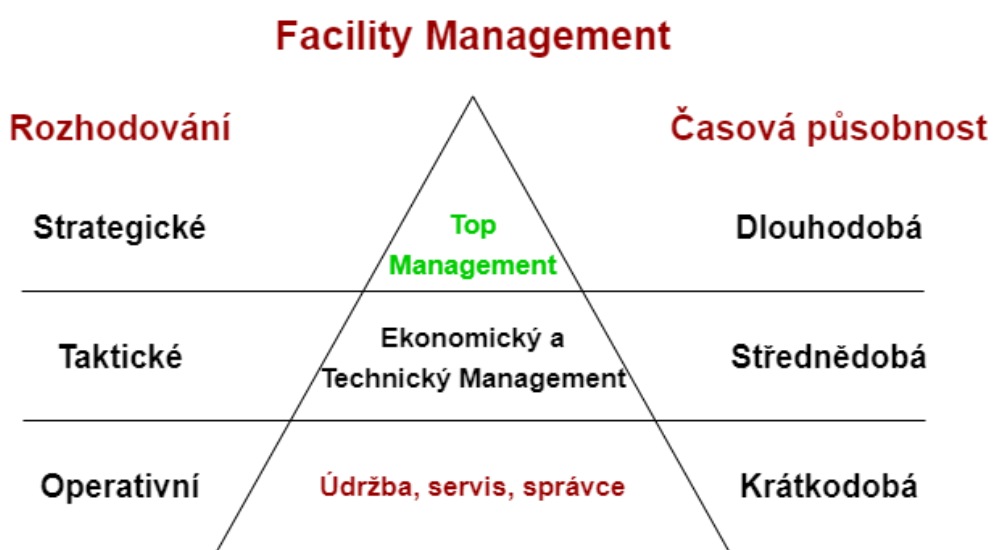 Facility Management
Rozhodování
Časová působnost
Strategické
Top
Management
Dlouhodobá
Taktické
Ekonomický a
Technický Management
Střednědobá
Operativní
Údržba, servis, správce
Krátkodobá